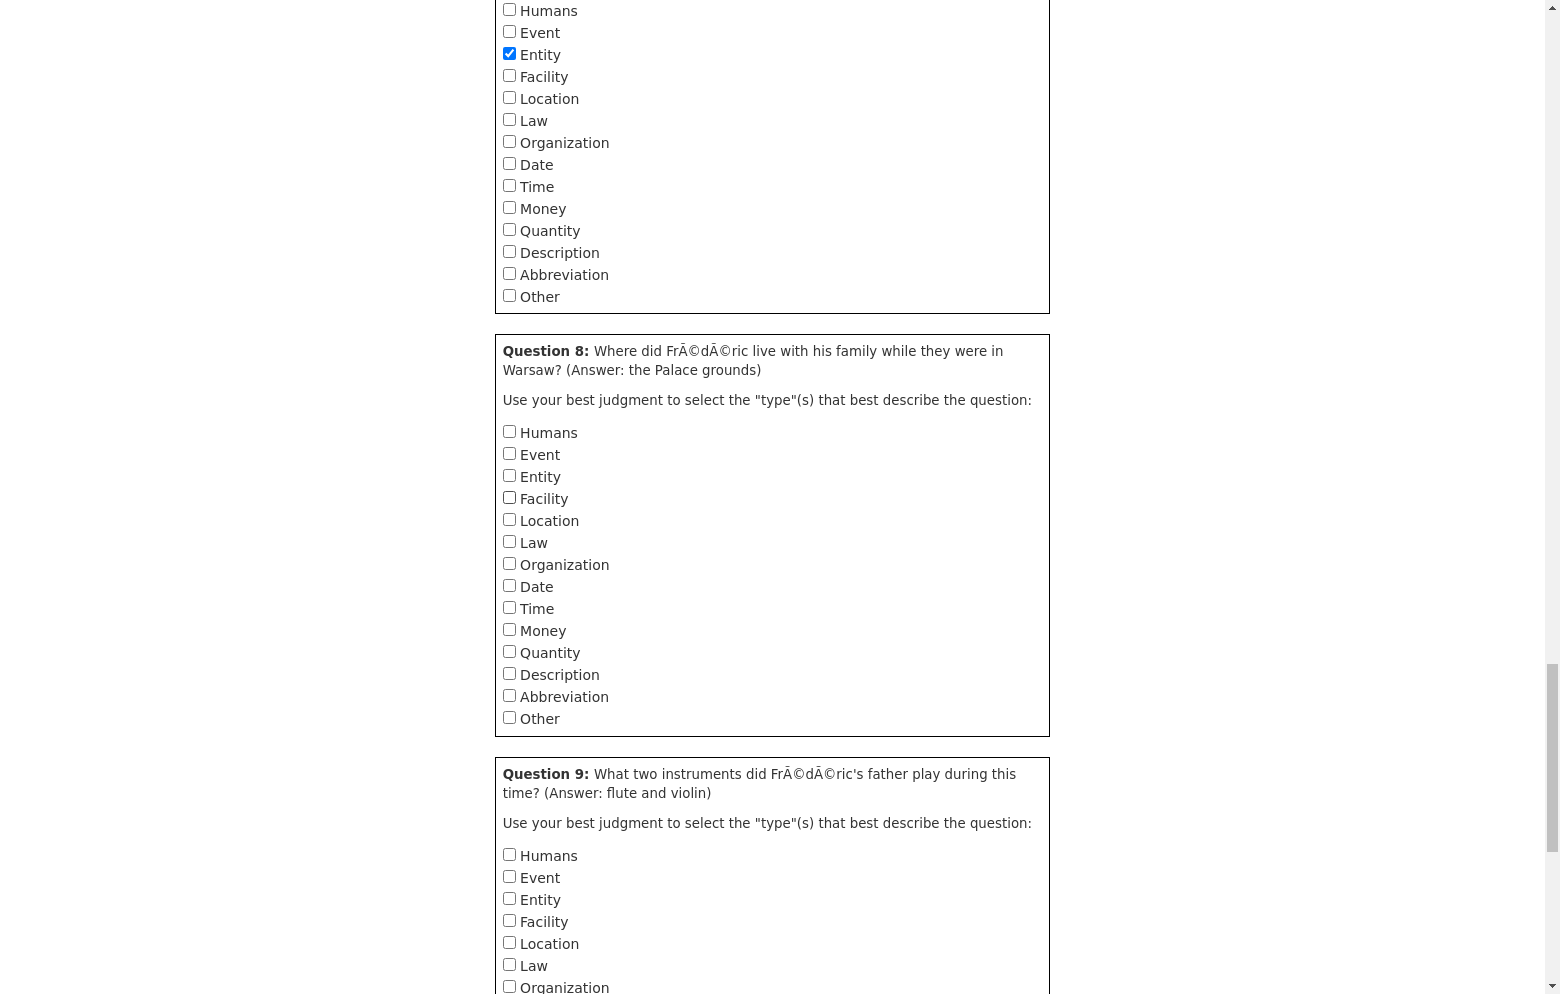 Humans
Event
Entity
Facility
Location
Law
Organization
Date
Time
Money
Quantity
Description
Abbreviation
Other
Question 8: Where did FrÃ©dÃ©ric live with his family while they were in
Warsaw? (Answer: the Palace grounds)
Use your best judgment to select the "type"(s) that best describe the question:
Humans
Event
Entity
Facility
Location
Law
Organization
Date
Time
Money
Quantity
Description
Abbreviation
Other
Question 9: What two instruments did FrÃ©dÃ©ric's father play during this
time? (Answer: flute and violin)
Use your best judgment to select the "type"(s) that best describe the question:
Humans
Event
Entity
Facility
Location
Law
Organization